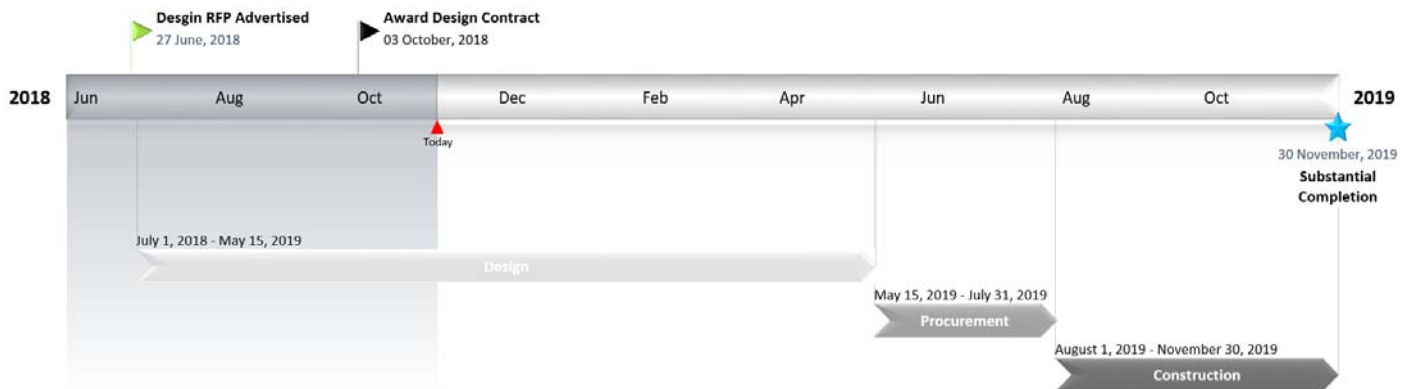 Desgin RFP Advertised
27 June, 2018
Award Design Contract
03 October, 2018
2018
Jun
Aug
Oct
Dec
Feb
Apr
Jun
Aug
Oct
2019
Today
30 November, 2019
Substantial
Completion
July 1, 2018 - May 15, 2019
Design
May 15, 2019 - July 31, 2019
Procurement
August 1, 2019 - November 30, 2019
Construction